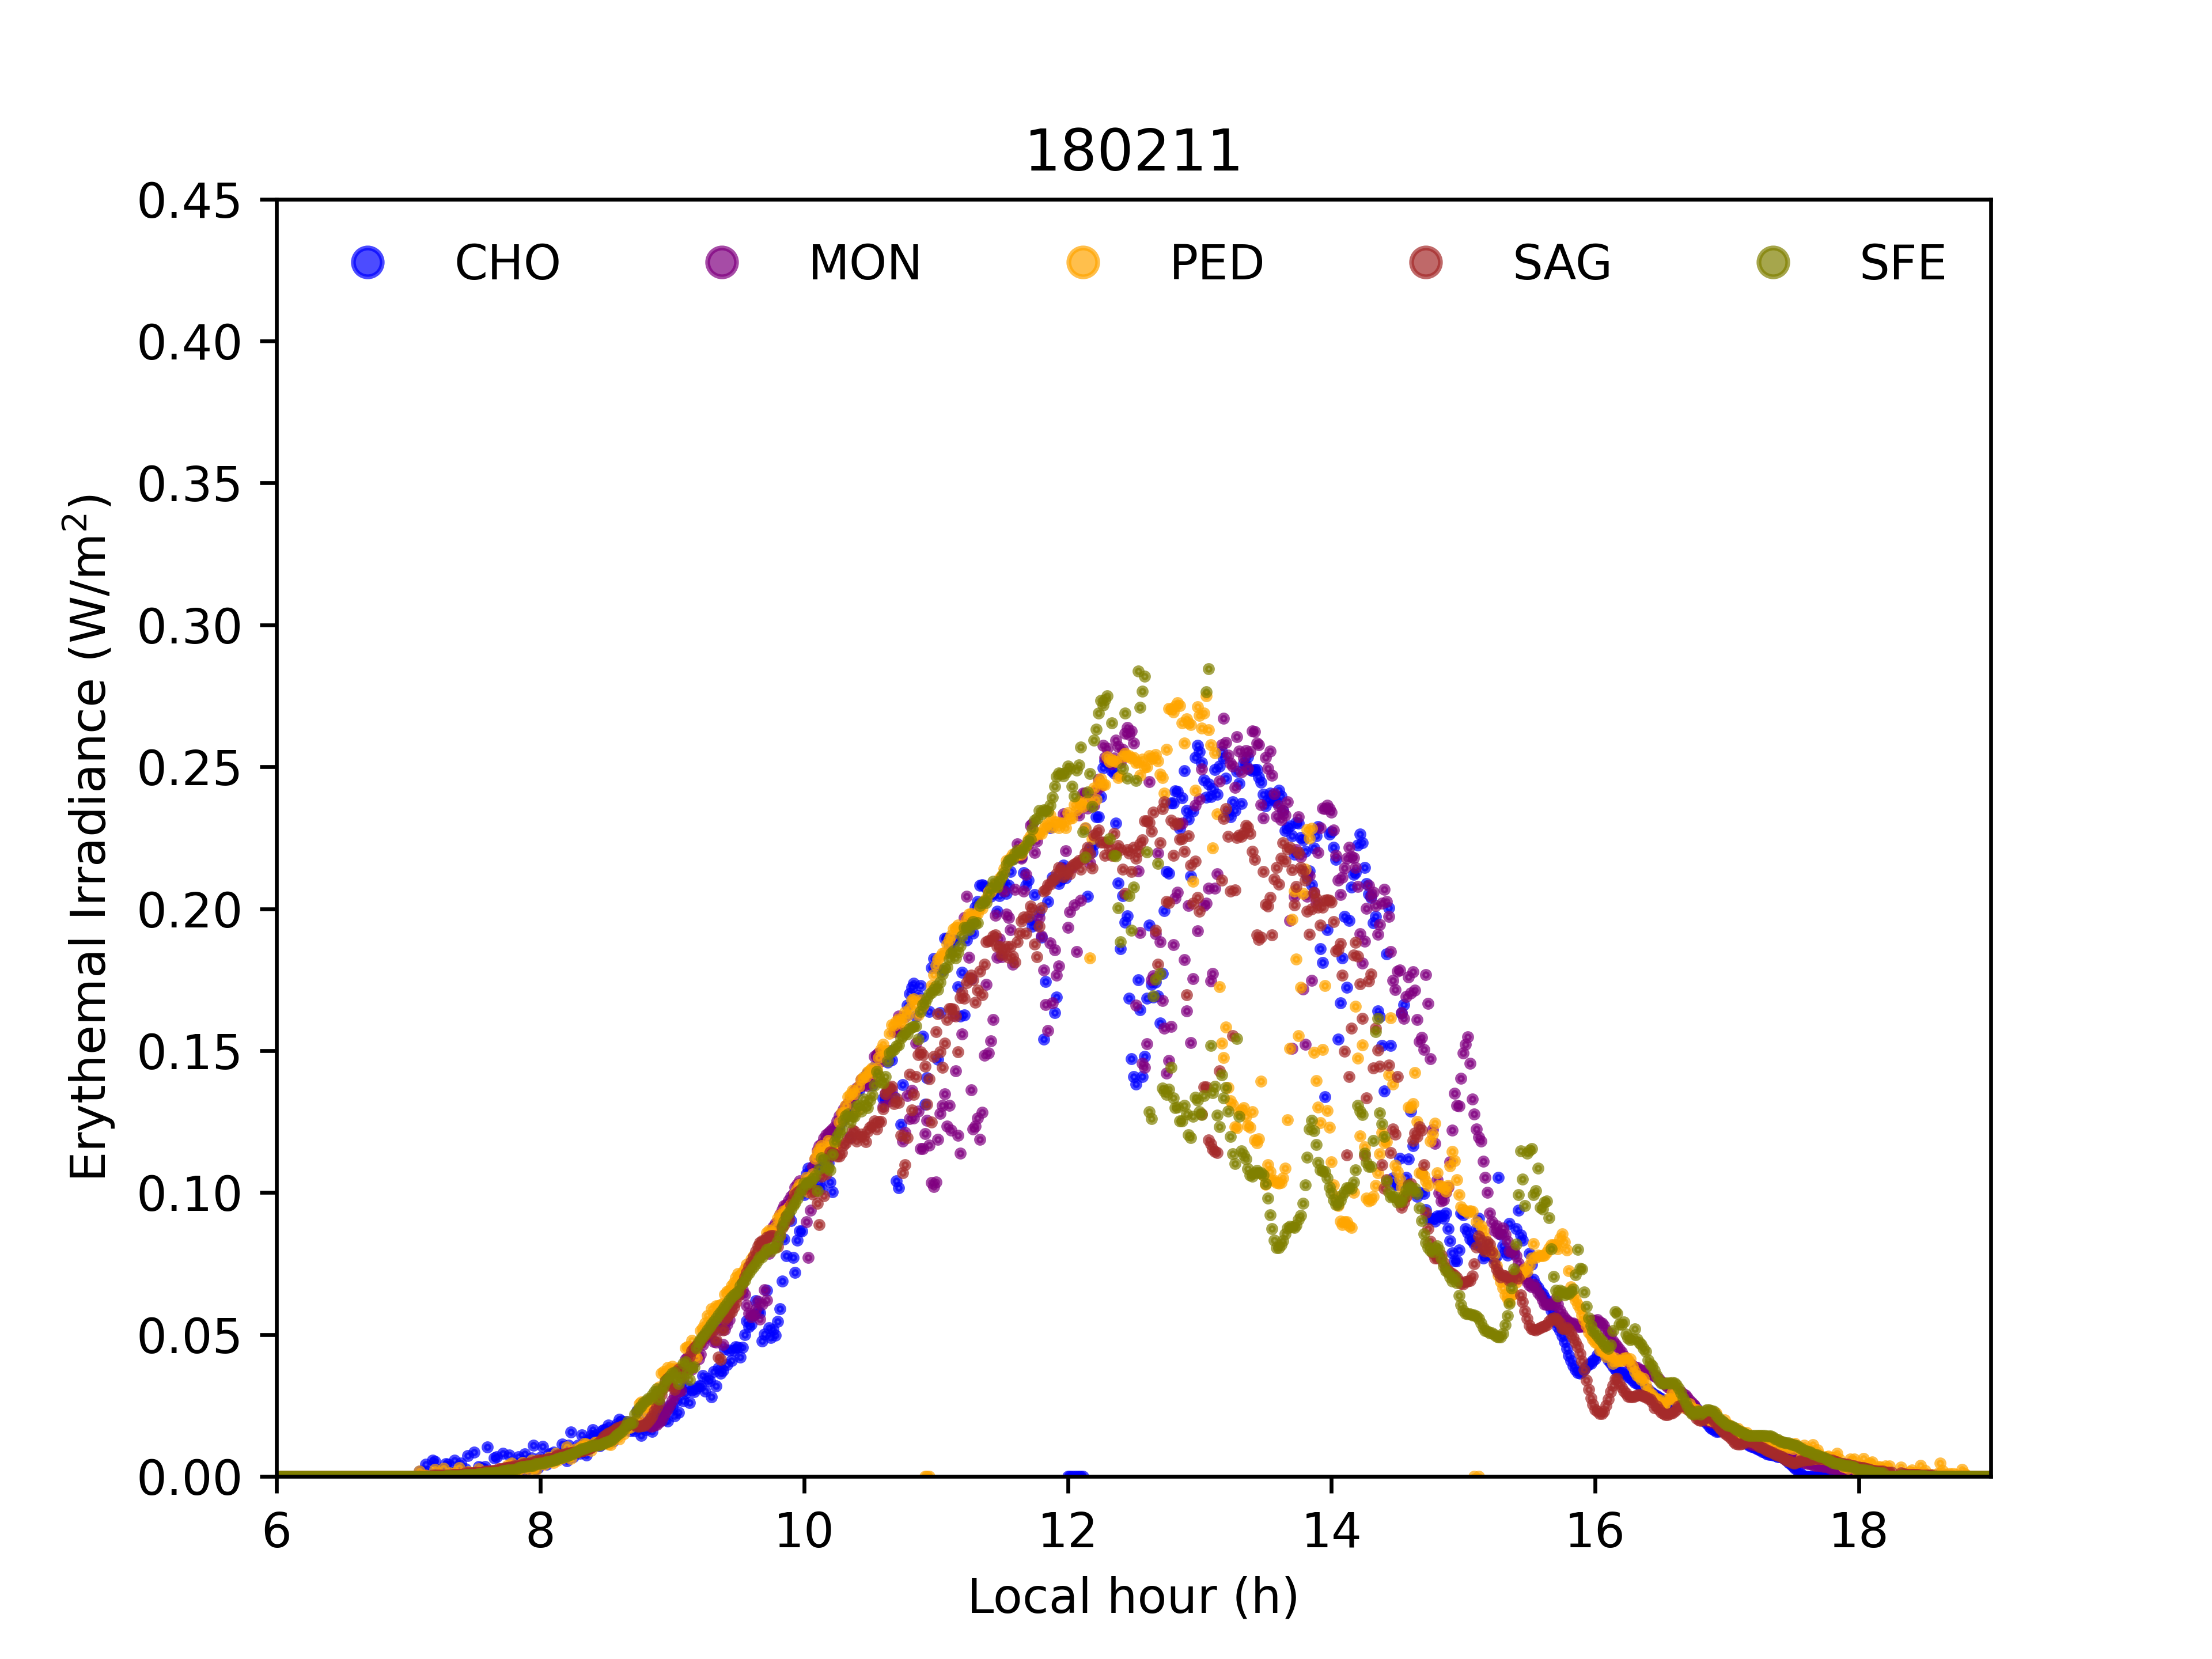 180211
0.45
CHO MON PED SAG SFE
0.40
0.35
0.30
0.25
0.20
0.15
0.10
0.05
0.00
Erythemal Irradiance (W/m²)
6 8 10 12 14 16 18
Local hour (h)